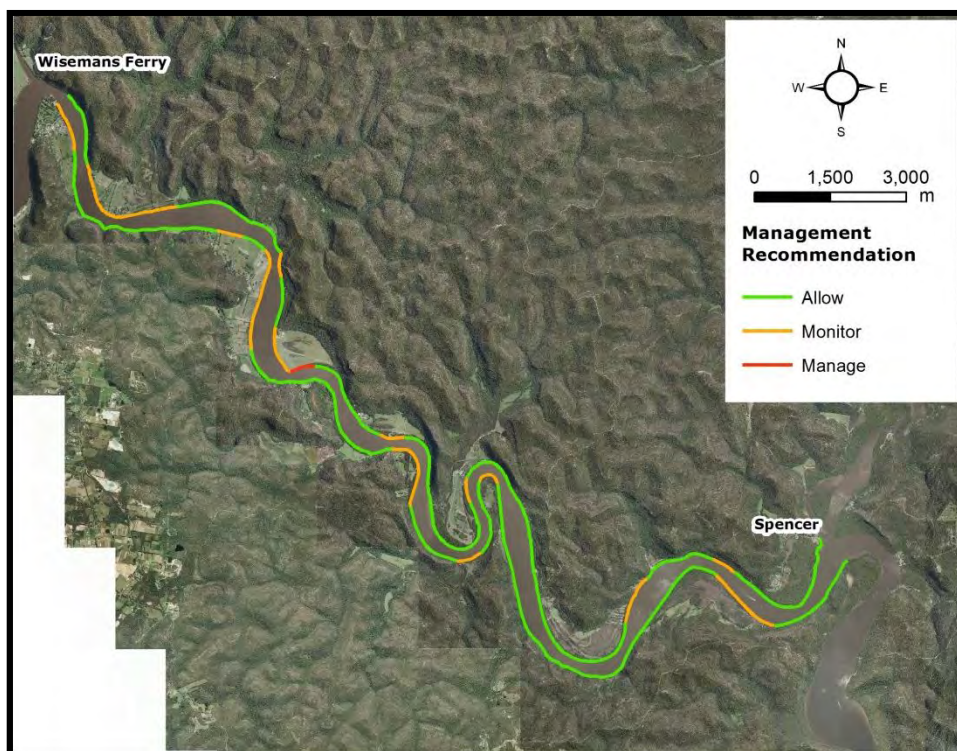 Wisemans Ferry
N
W E
S
0 1,500 3,000
m
Management
Recommendation
Allow
Monitor
Manage
Spencer